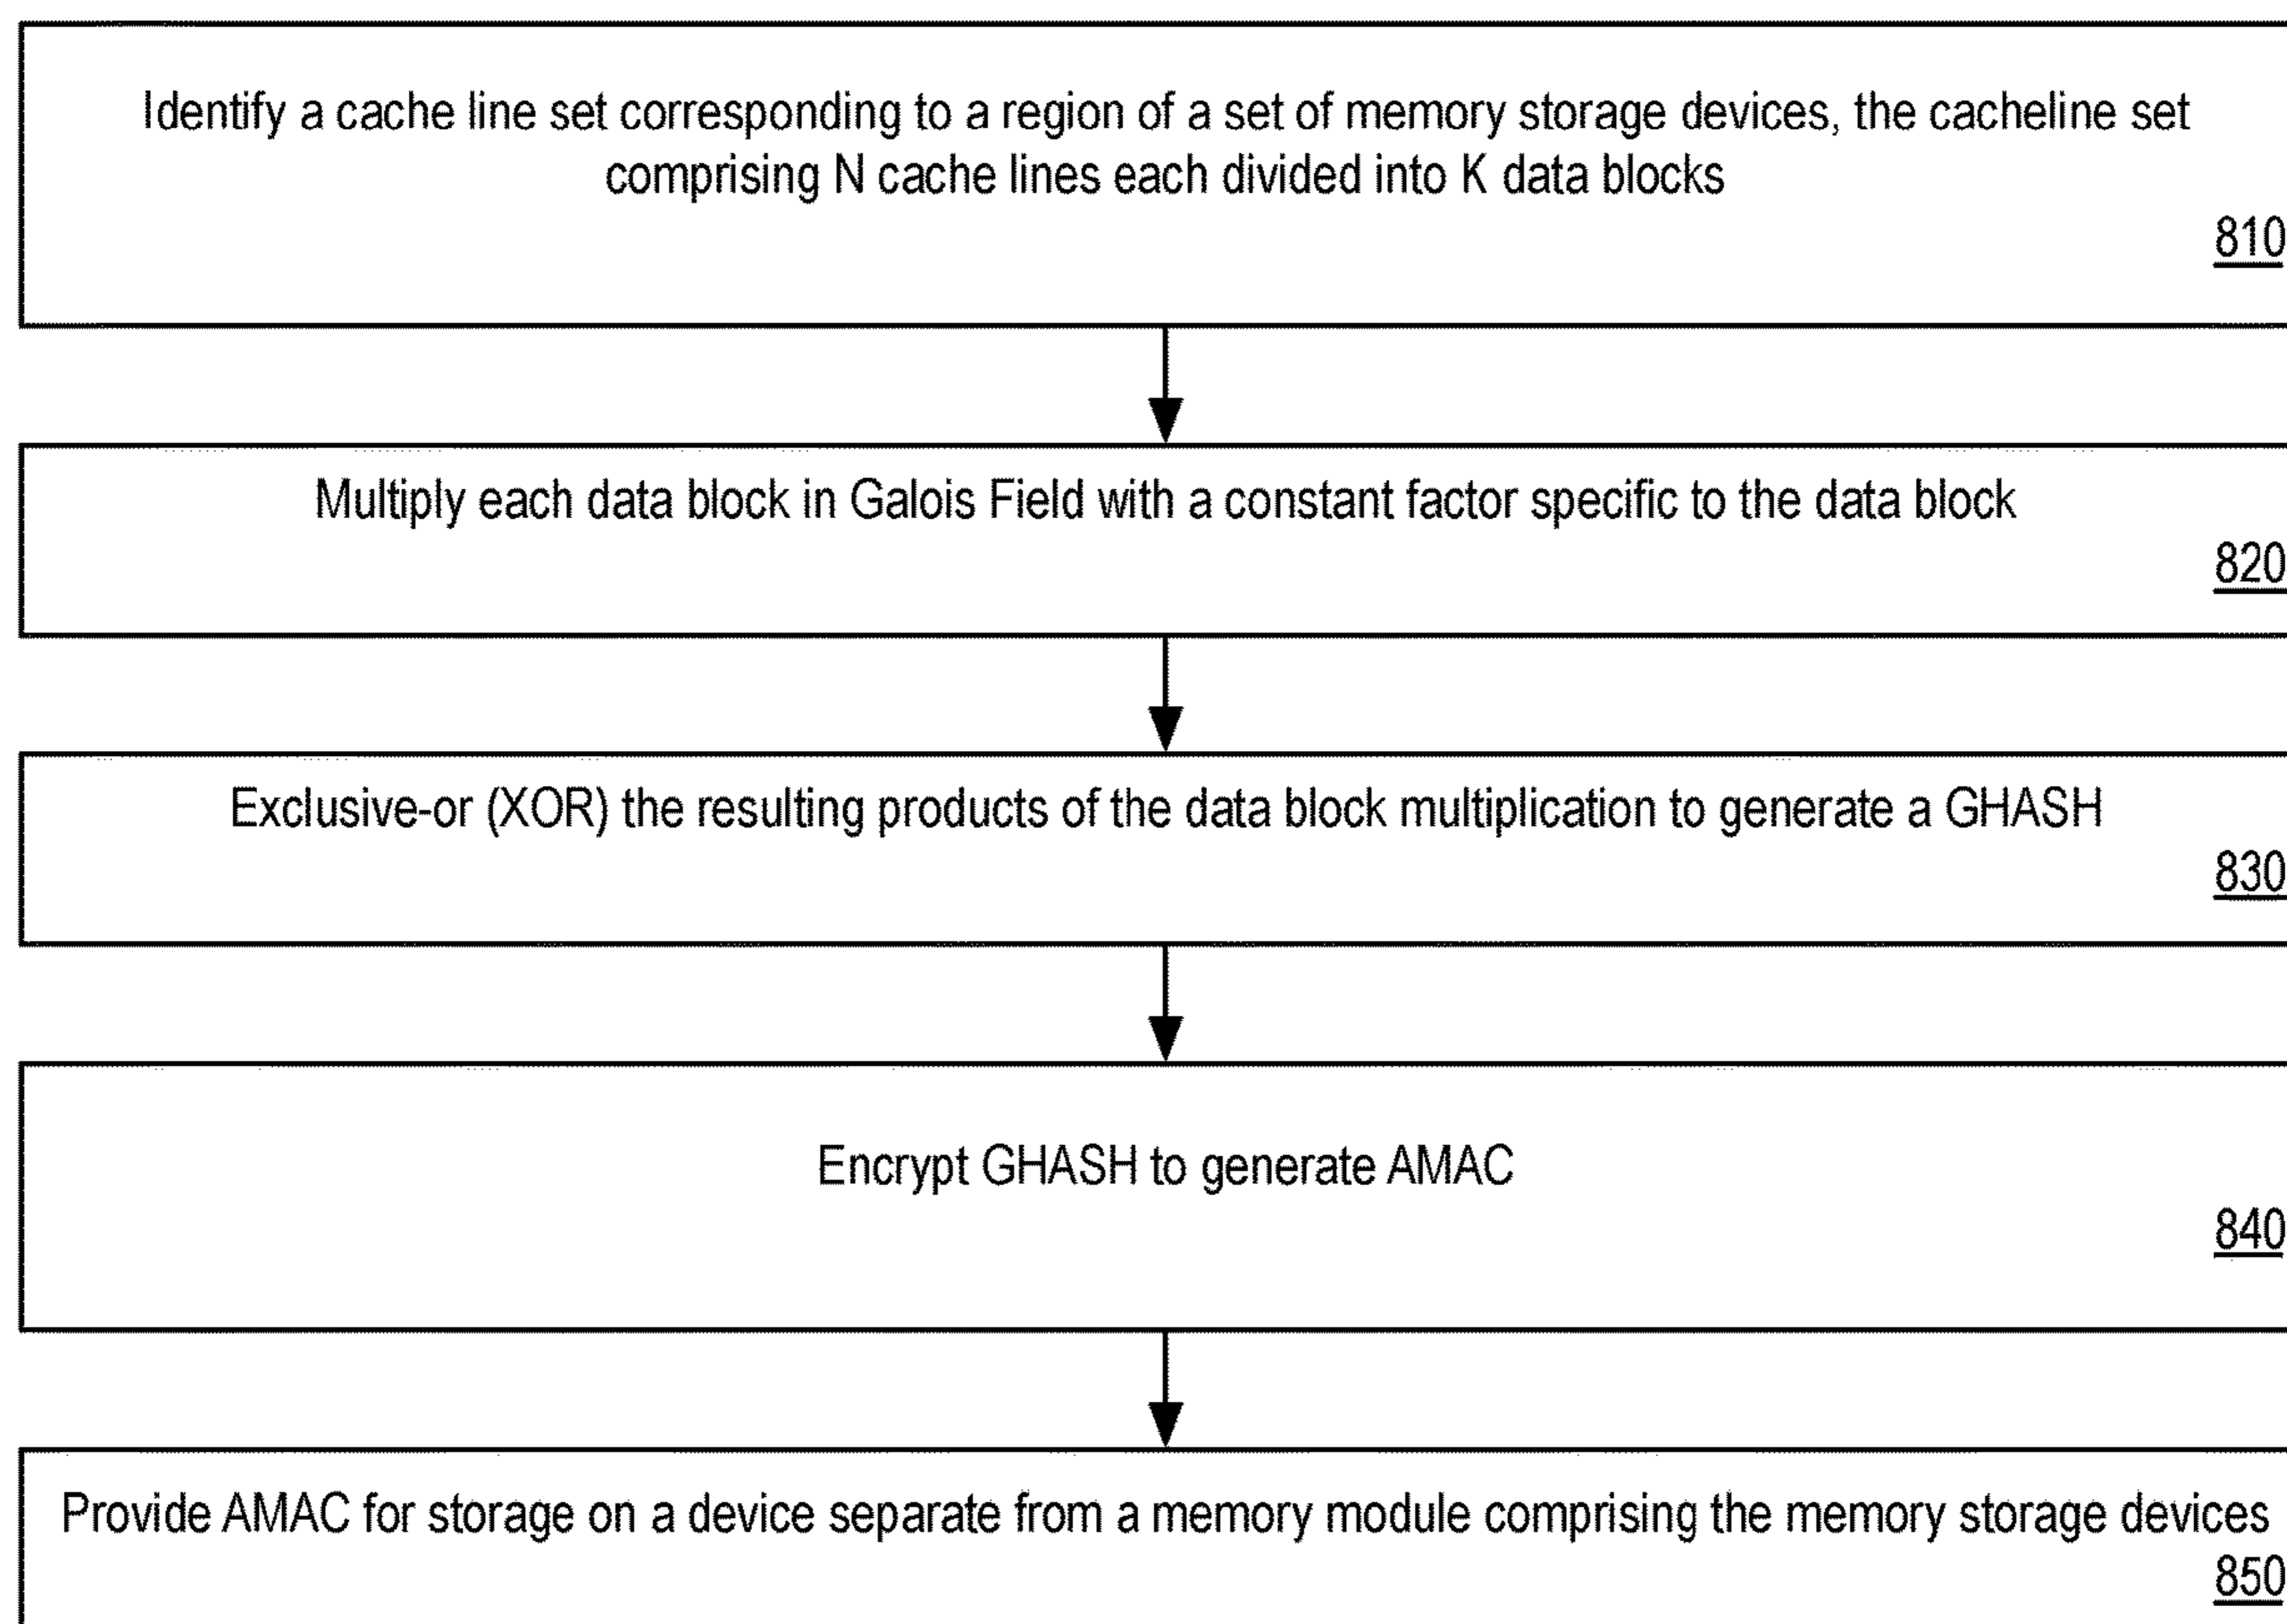 Identify a cache line set corresponding to a region of a set of memory storage devices, the cacheline set
comprising N cache lines each divided into K data blocks
810
Multiply each data block in Galois Field with a constant factor specific to the data block
820
Exclusive-or (XOR) the resulting products of the data block multiplication to generate a GHASH
830
Encrypt GHASH to generate AMAC
840
Provide AMAC for storage on a device separate from a memory module comprising the memory storage devices
850